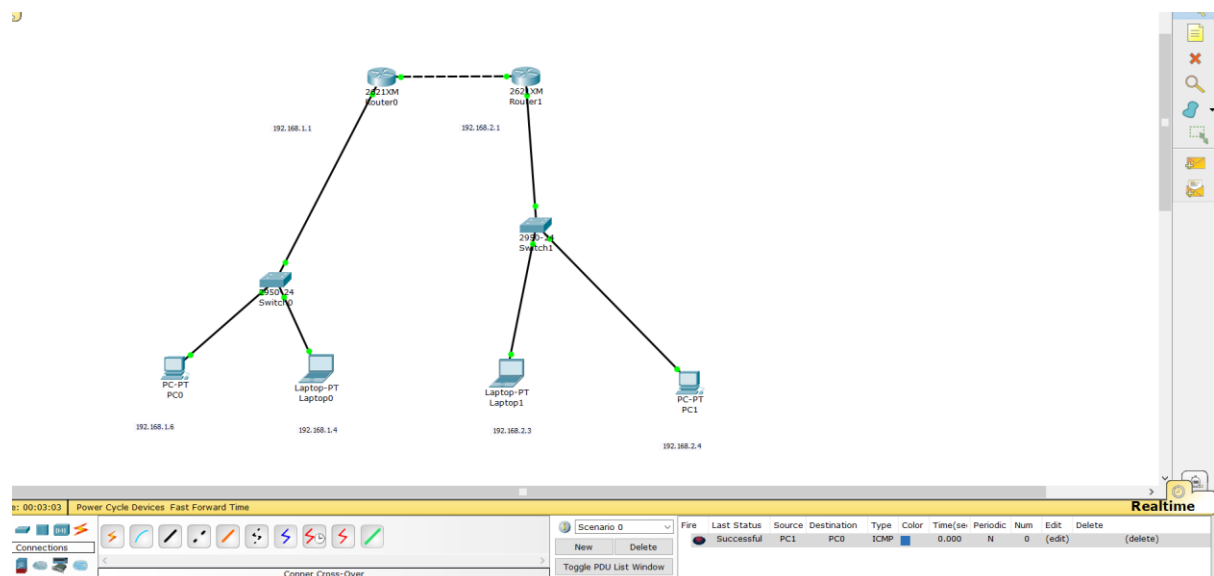 2621XM
Router0
2621XM
Router1
192.168.1.1
192.168.2.1
2950-24
Switch1
2950-24
Switch0
PC-PT
PC0
Laptop-PT
Laptop0
Laptop-PT
Laptop1
PC-PT
PC1
192.168.1.6
192.168.1.4
192.168.2.3
192.168.2.4
e: 00:03:03 Power Cycle Devices Fast Forward Time
Realtime
Connections
Copper Cross-Over
Scenario 0
New Delete
Toggle PDU List Window
Fire Last Status Source Destination Type Color Time(se Periodic Num Edit Delete
Successful PC1 PC0 ICMP 0.000 N 0 (edit) (delete)